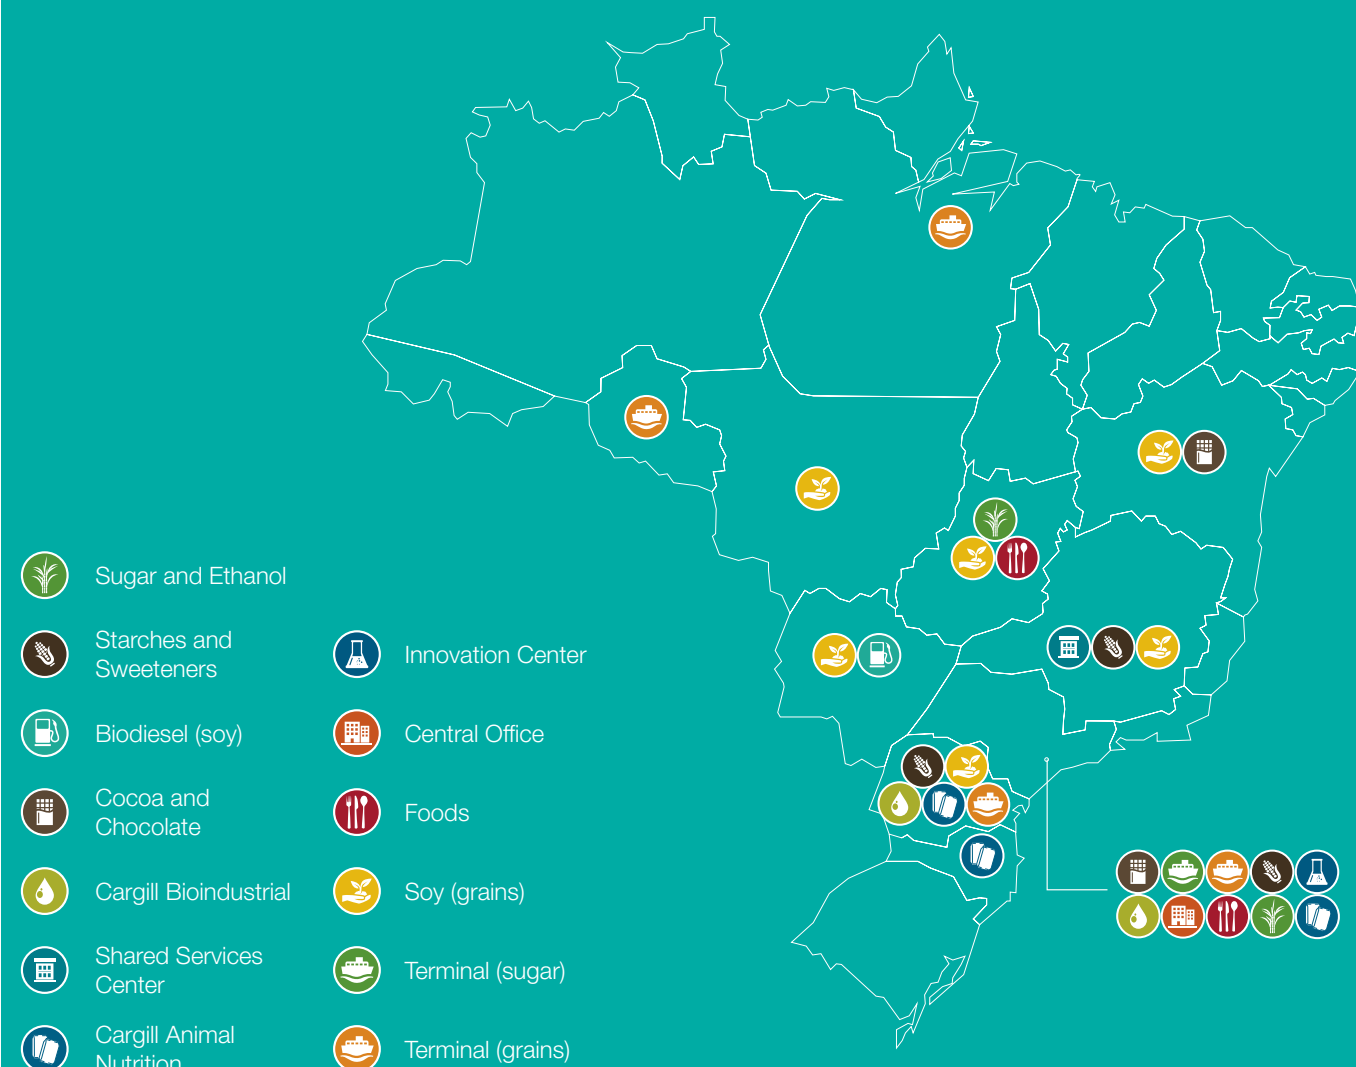 Sugar and Ethanol
Starches and
Sweeteners
Biodiesel (soy)
Cocoa and
Chocolate
Cargill Bioindustrial
Shared Services
Center
Cargill Animal
Nutrition
Innovation Center
Central Office
Foods
Soy (grains)
Terminal (sugar)
Terminal (grains)